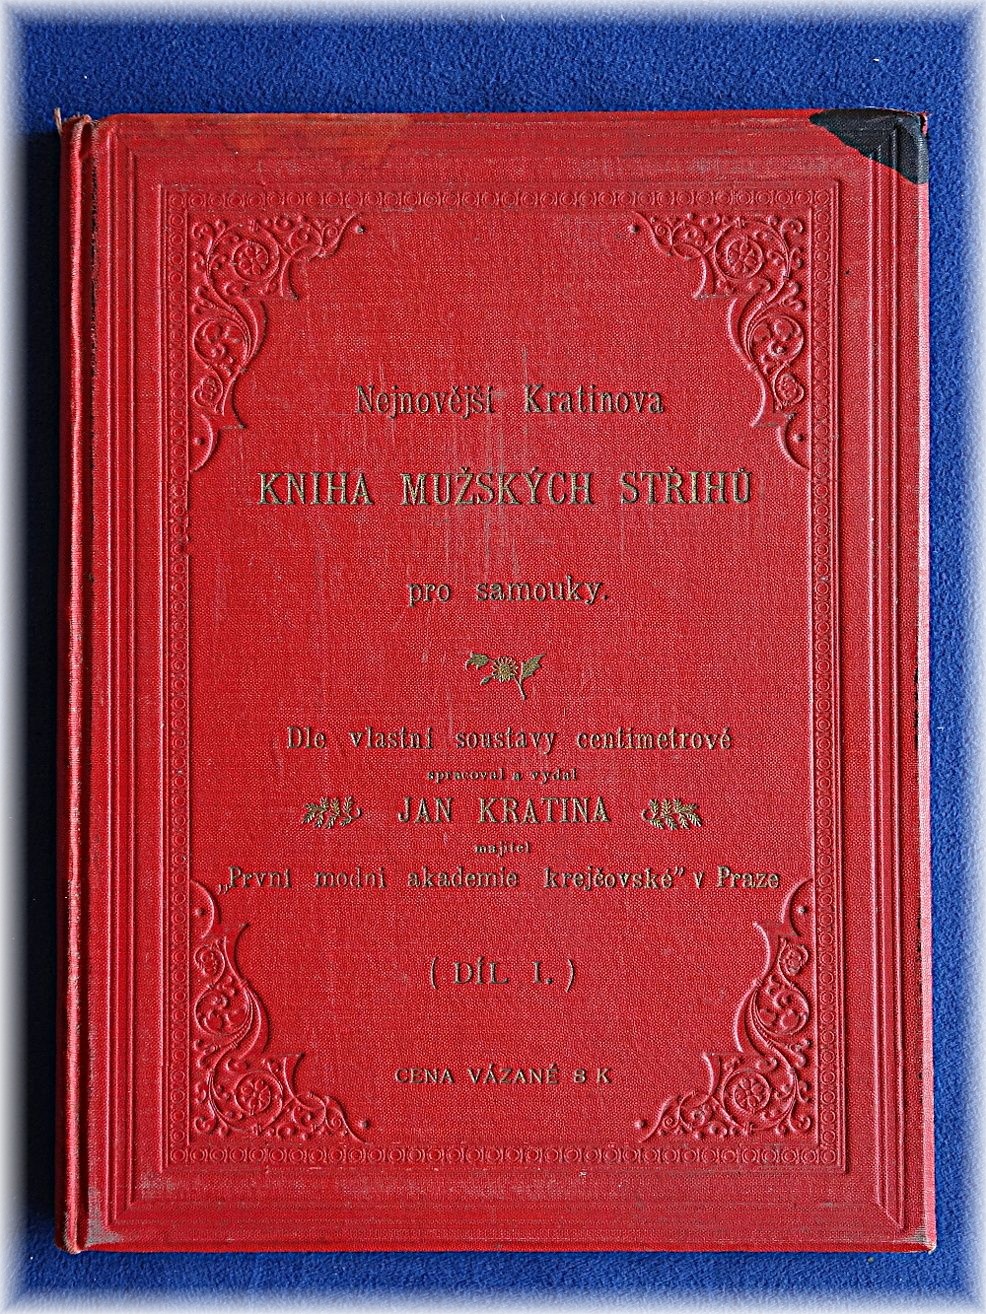 Nejnovější Kratinova
KNIHA MUŽSKÝCH STŘIHŮ
pro samouky.
Dle vlastní soustavy centimetrové
spracoval a vydal
JAN KRATINA
majitel
„První modní akademie krejčovské" v Praze
(DÍL I.)
CENA VÁZANÉ 8 K